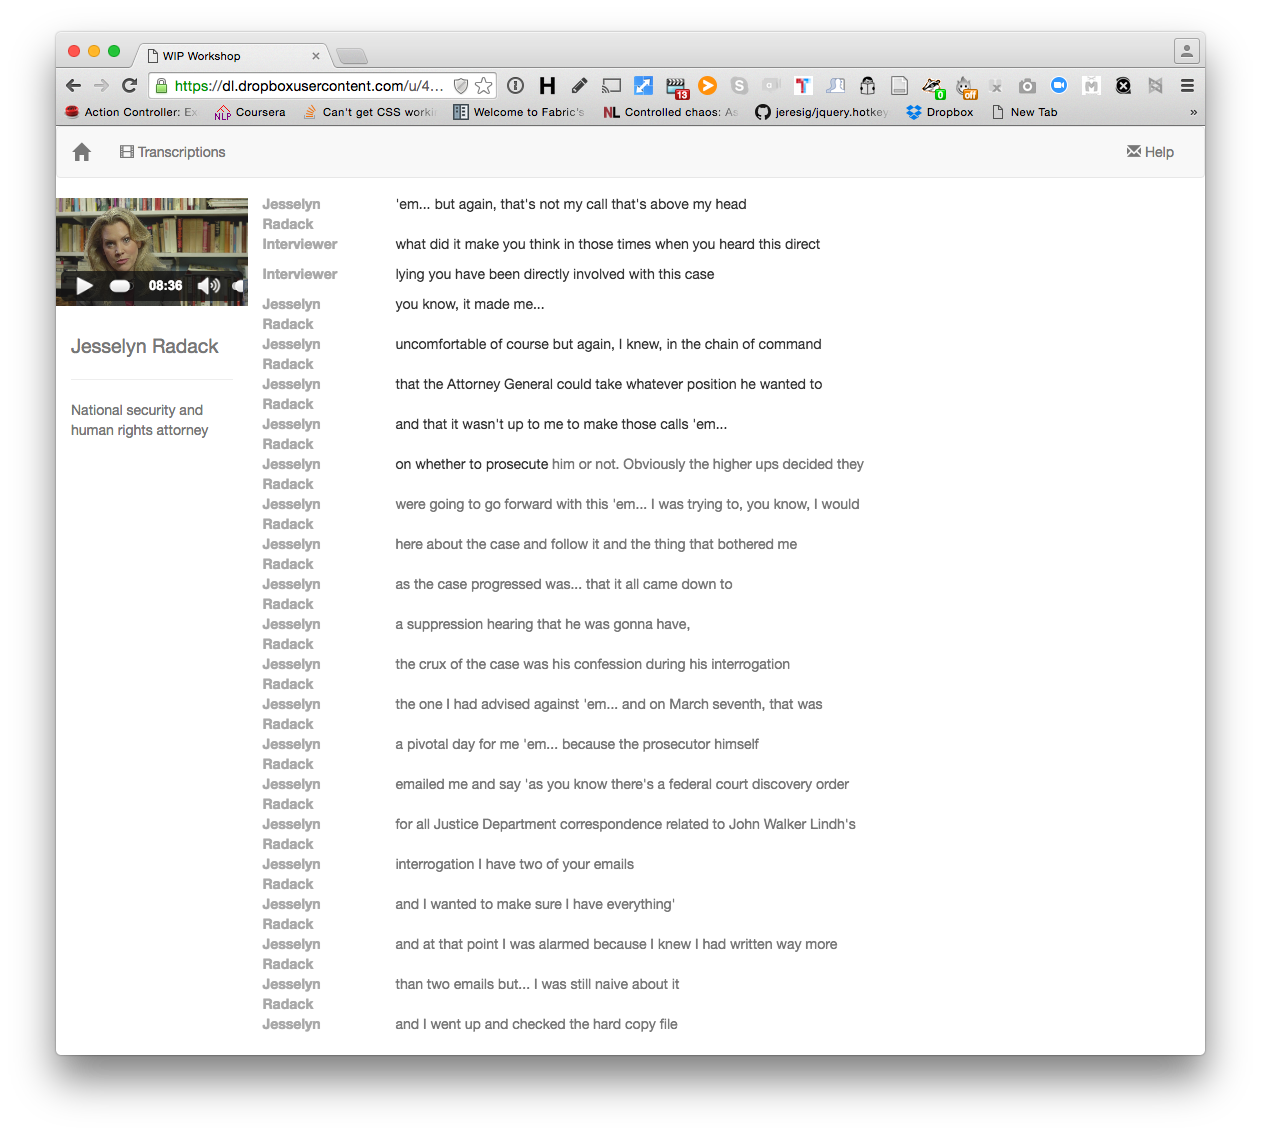 WIP Workshop
https://dl.dropboxusercontent.com/u/4...
13
0
off
Action Controller: Ex
NLP
Coursera
Can't get CSS workin
Welcome to Fabric's
NL Controlled chaos: As
jeresig/jquery.hotkey
Dropbox
New Tab
»
Transcriptions
Help
08:36
Jesselyn Radack
National security and
human rights attorney
Jesselyn 'em... but again, that's not my call that's above my head
Radack
Interviewer what did it make you think in those times when you heard this direct
Interviewer lying you have been directly involved with this case
Jesselyn you know, it made me...
Radack
Jesselyn uncomfortable of course but again, I knew, in the chain of command
Radack
Jesselyn that the Attorney General could take whatever position he wanted to
Radack
Jesselyn and that it wasn't up to me to make those calls 'em...
Radack
Jesselyn on whether to prosecute him or not. Obviously the higher ups decided they
Radack
Jesselyn were going to go forward with this 'em... I was trying to, you know, I would
Radack
Jesselyn here about the case and follow it and the thing that bothered me
Radack
Jesselyn as the case progressed was... that it all came down to
Radack
Jesselyn a suppression hearing that he was gonna have,
Radack
Jesselyn the crux of the case was his confession during his interrogation
Radack
Jesselyn the one I had advised against 'em... and on March seventh, that was
Radack
Jesselyn a pivotal day for me 'em... because the prosecutor himself
Radack
Jesselyn emailed me and say 'as you know there's a federal court discovery order
Radack
Jesselyn for all Justice Department correspondence related to John Walker Lindh's
Radack
Jesselyn interrogation I have two of your emails
Radack
Jesselyn and I wanted to make sure I have everything'
Radack
Jesselyn and at that point I was alarmed because I knew I had written way more
Radack
Jesselyn than two emails but... I was still naive about it
Radack
Jesselyn and I went up and checked the hard copy file